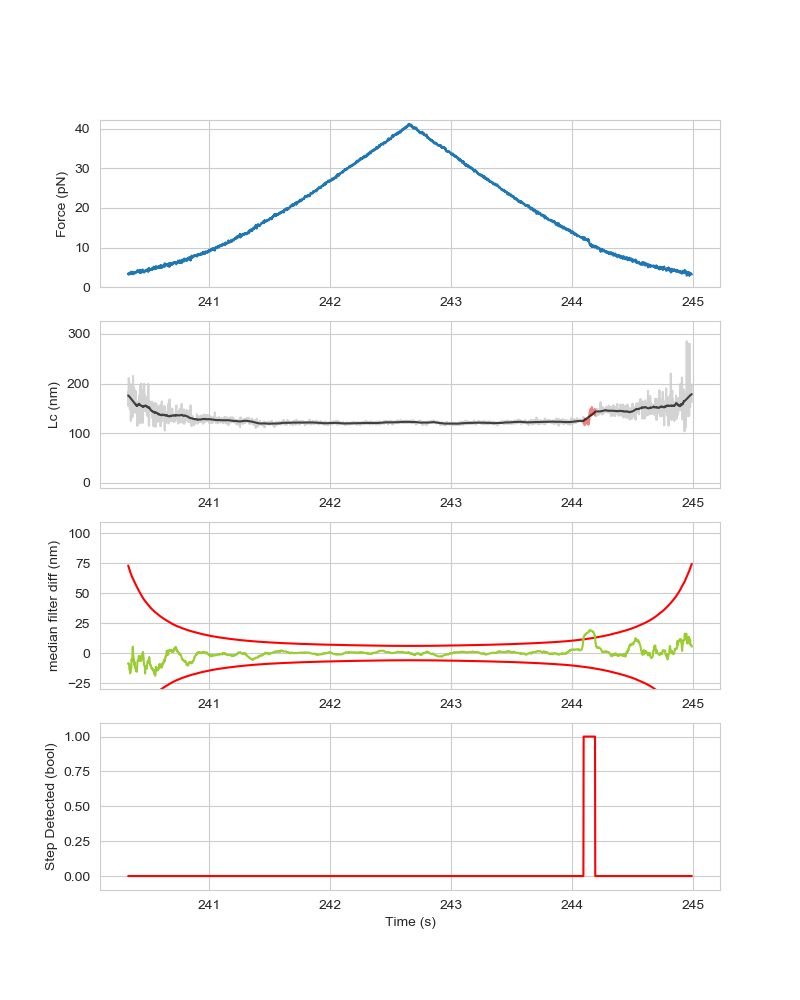 Force (pN)
40
30
20
10
0
241 242 243 244 245
Lc (nm)
300
200
100
0
241 242 243 244 245
median filter diff (nm)
100
75
50
25
0
−25
241 242 243 244 245
Step Detected (bool)
1.00
0.75
0.50
0.25
0.00
241 242 243 244 245
Time (s)